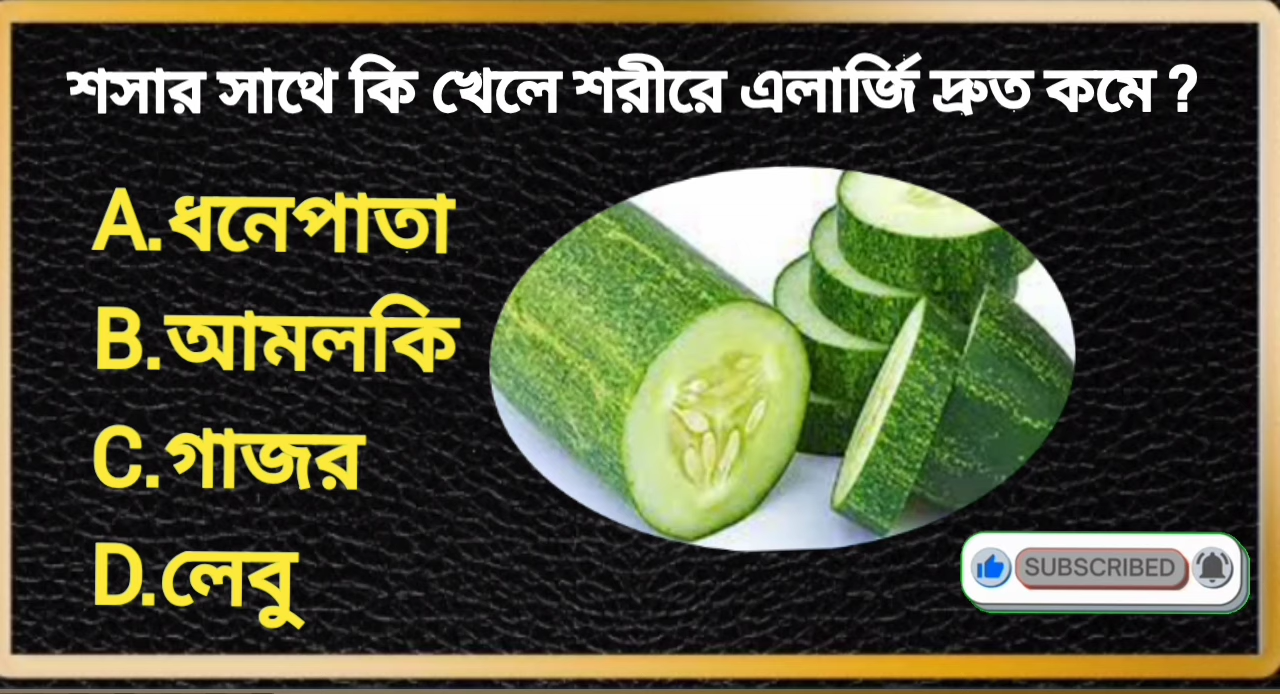 শসার সাথে কি খেলে শরীরে এলার্জি দ্রুত কমে ?
A.ধনেপাতা
B.আমলকি
C.গাজর
D.লেবু
SUBSCRIBED